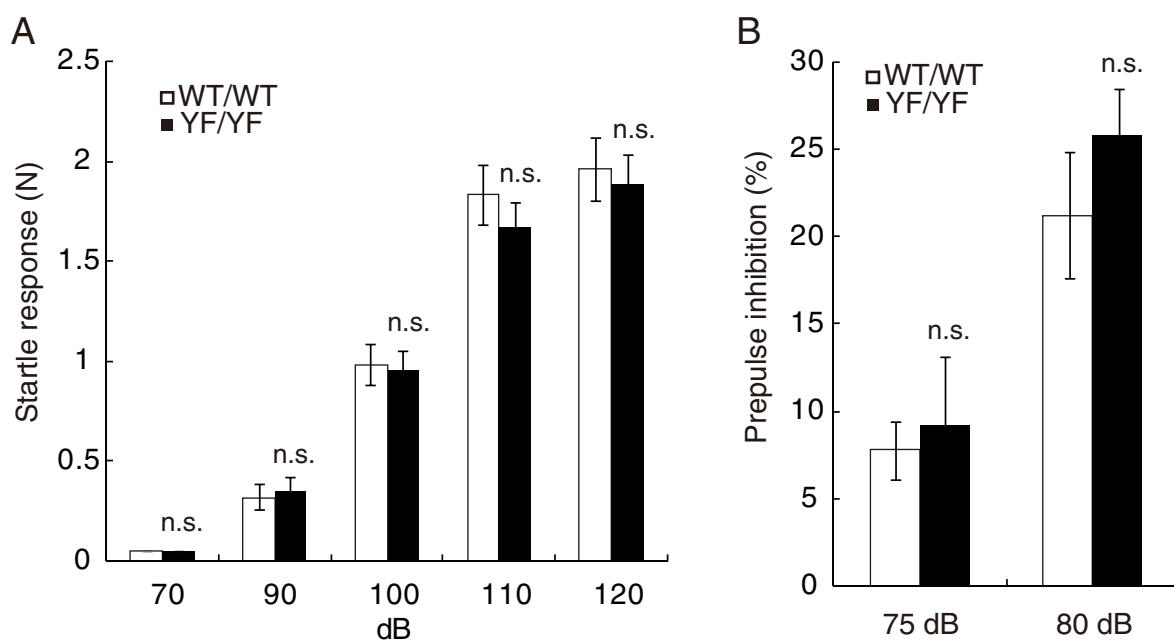 A
Startle response (N)
2.5
2
1.5
1
0.5
0
WT/WT
YF/YF
n.s.
n.s.
n.s.
n.s.
n.s.
70 90 100 110 120
dB
B
Prepulse inhibition (%)
30
25
20
15
10
5
0
WT/WT
YF/YF
n.s.
n.s.
75 dB 80 dB